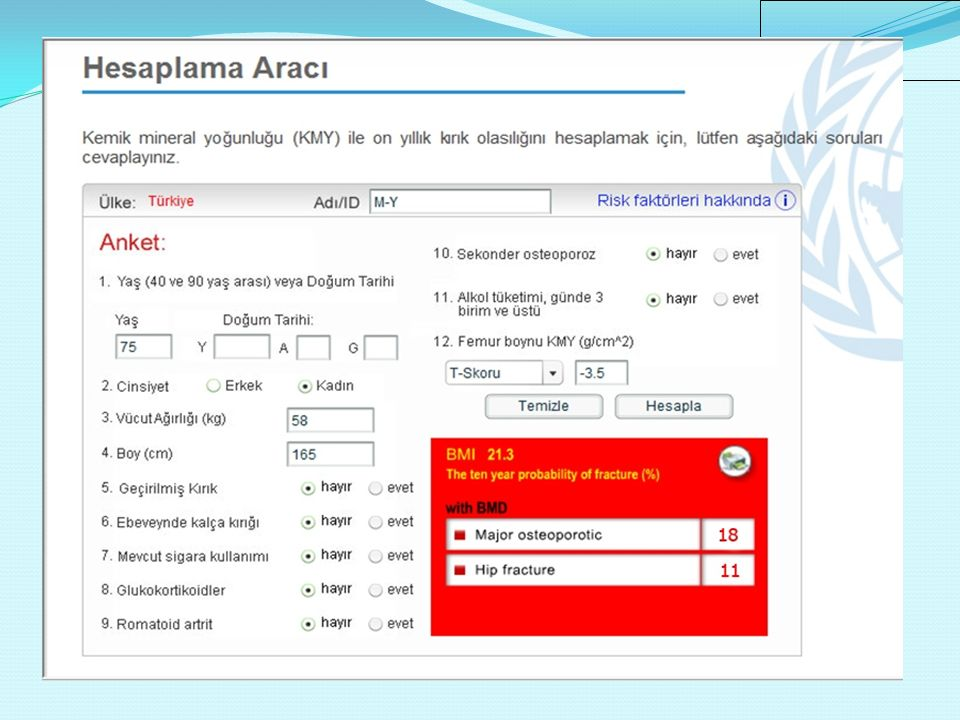 Hesaplama Aracı
Kemik mineral yoğunluğu (KMY) ile on yıllık kırık olasılığını hesaplamak için, lütfen aşağıdaki soruları
cevaplayınız.
Ülke: Türkiye Adı/ID M-Y Risk faktörleri hakkında i
Anket:
1. Yaş (40 ve 90 yaş arası) veya Doğum Tarihi
Yaş Doğum Tarihi:
75 Y A G
2. Cinsiyet Erkek Kadın
3. Vücut Ağırlığı (kg) 58
4. Boy (cm) 165
5. Geçirilmiş Kırık hayır evet
6. Ebeveynde kalça kırığı hayır evet
7. Mevcut sigara kullanımı hayır evet
8. Glukokortikoidler hayır evet
9. Romatoid artrit hayır evet
10. Sekonder osteoporoz hayır evet
11. Alkol tüketimi, günde 3 hayır evet
birim ve üstü
12. Femur boynu KMY (g/cm^2)
T-Skoru -3.5
Temizle Hesapla
BMI 21.3
The ten year probability of fracture (%)
with BMD
Major osteoporotic 18
Hip fracture 11